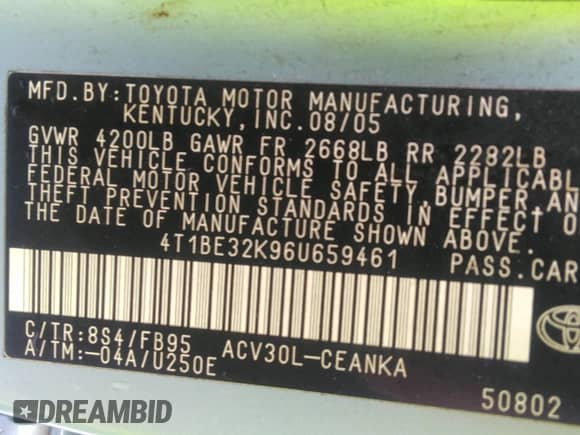 MFD.BY:TOYOTA MOTOR MANUFACTURING,
KENTUCKY,INC.08/05
GVWR 4200LB GAWR FR 2668LB RR 2282LB
THIS VEHICLE CONFORMS TO ALL APPLICABL
FEDERAL MOTOR VEHICLE SAFETY,BUMPER,AN
THEFT PREVENTION STANDARDS IN EFFECT O
THE DATE OF MANUFACTURE SHOWN ABOVE.
4T1BE32K96U659461 PASS.CAR
C/TR:8S4/FB95
A/TM:-04A/U250E
ACV30L-CEANKA
50802
DREAMBID